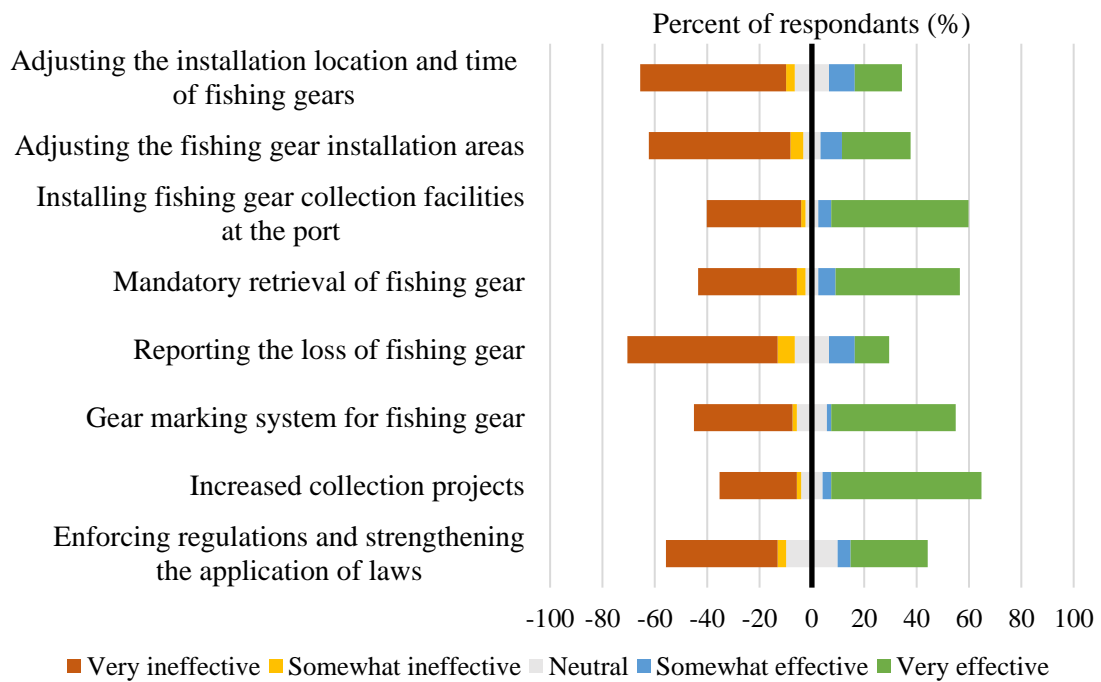 Percent of respondants (%)
Adjusting the installation location and time
of fishing gears
Adjusting the fishing gear installation areas
Installing fishing gear collection facilities
at the port
Mandatory retrieval of fishing gear
Reporting the loss of fishing gear
Gear marking system for fishing gear
Increased collection projects
Enforcing regulations and strengthening
the application of laws
-100 -80 -60 -40 -20 0 20 40 60 80 100
Very ineffective Somewhat ineffective Neutral Somewhat effective Very effective